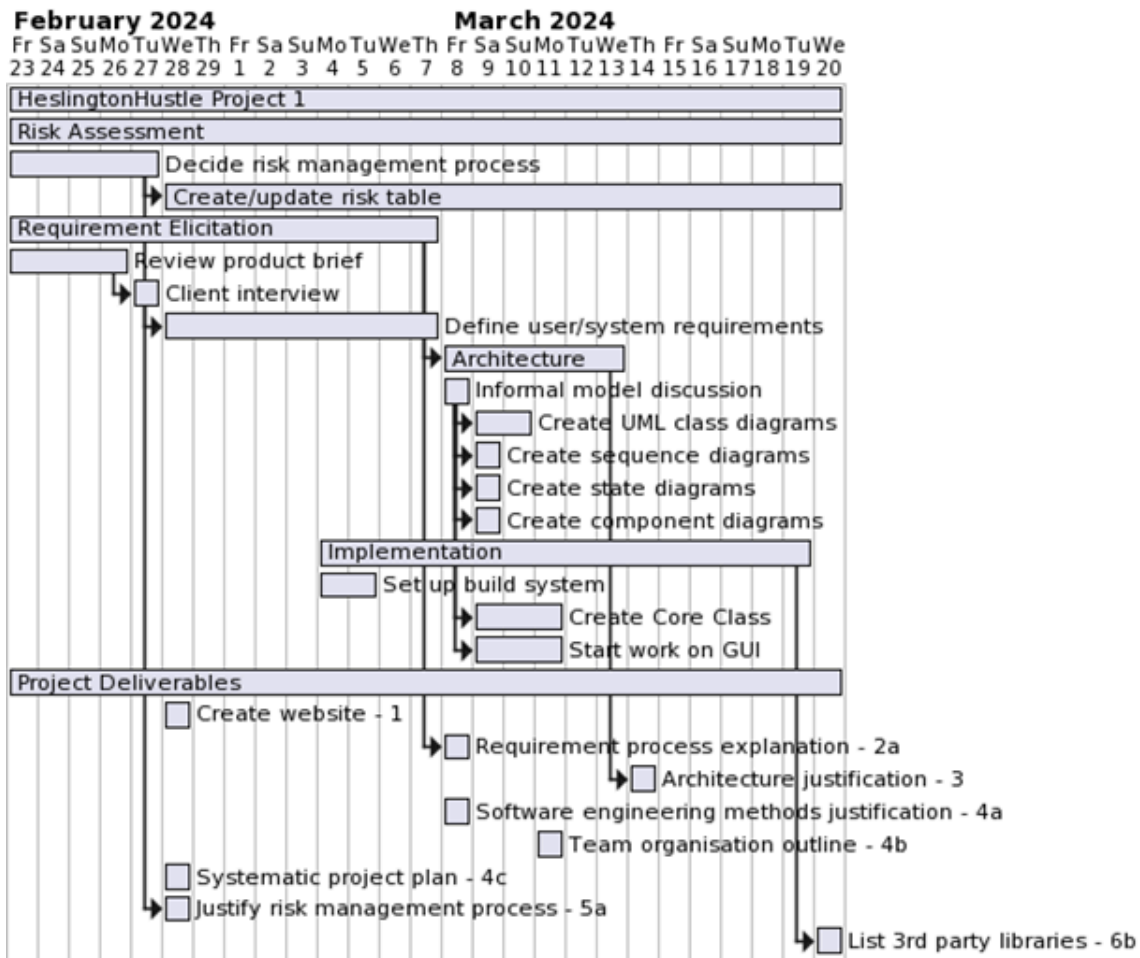 February 2024 March 2024
Fr Sa Su Mo Tu We Th Fr Sa Su Mo Tu We Th Fr Sa Su Mo Tu We Th Fr Sa Su Mo Tu We
23 24 25 26 27 28 29 1 2 3 4 5 6 7 8 9 10 11 12 13 14 15 16 17 18 19 20
HeslingtonHustle Project 1
Risk Assessment
Decide risk management process
Create/update risk table
Requirement Elicitation
Review product brief
Client interview
Define user/system requirements
Architecture
Informal model discussion
Create UML class diagrams
Create sequence diagrams
Create state diagrams
Create component diagrams
Implementation
Set up build system
Create Core Class
Start work on GUI
Project Deliverables
Create website - 1
Requirement process explanation - 2a
Architecture justification - 3
Software engineering methods justification - 4a
Team organisation outline - 4b
Systematic project plan - 4c
Justify risk management process - 5a
List 3rd party libraries - 6b